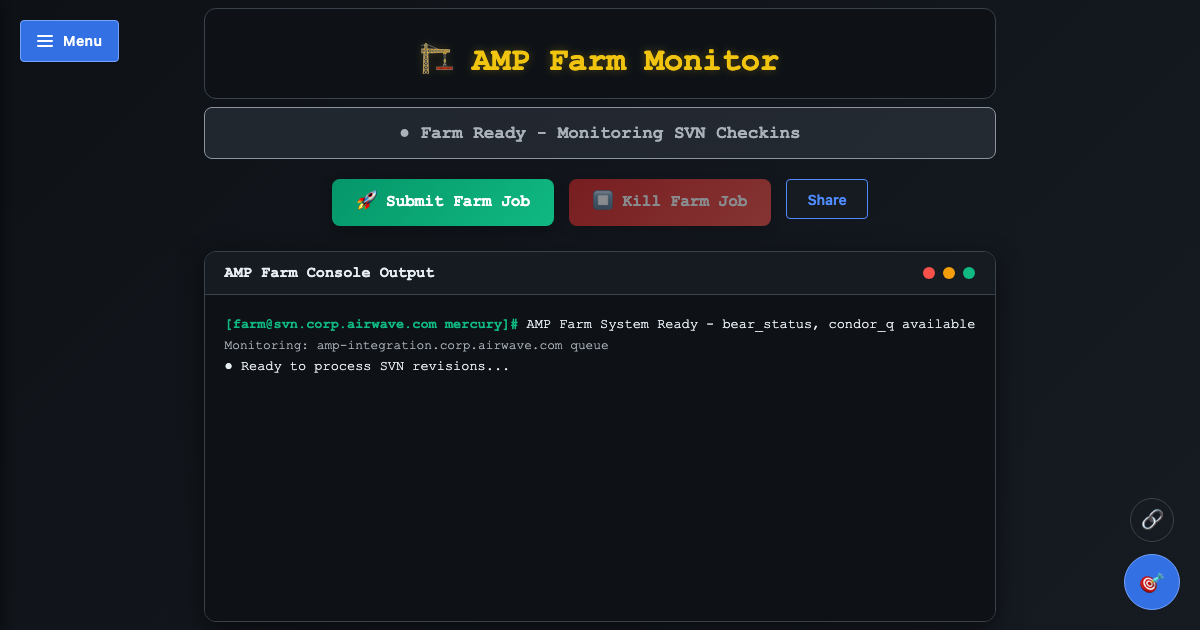 Menu
AMP Farm Monitor
● Farm Ready - Monitoring SVN Checkins
Submit Farm Job
Kill Farm Job
Share
AMP Farm Console Output
[farm@svn.corp.airwave.com mercury]# AMP Farm System Ready - bear_status, condor_q available
Monitoring: amp-integration.corp.airwave.com queue
● Ready to process SVN revisions...